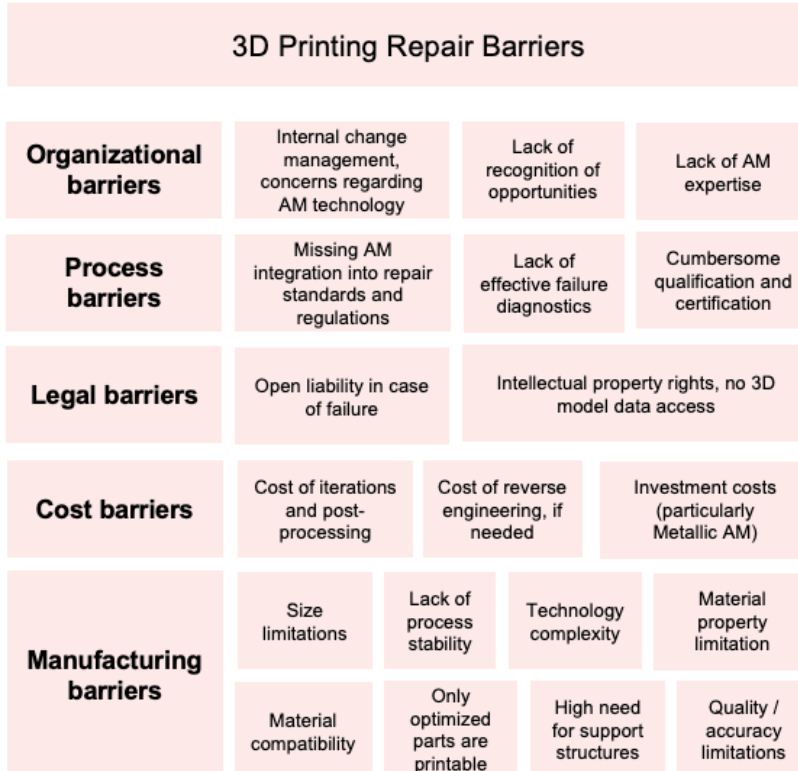 3D Printing Repair Barriers
Organizational
barriers
Internal change
management,
concerns regarding
AM technology
Lack of
recognition of
opportunities
Lack of AM
expertise
Process
barriers
Missing AM
integration into repair
standards and
regulations
Lack of
effective failure
diagnostics
Cumbersome
qualification and
certification
Legal barriers
Open liability in case
of failure
Intellectual property rights, no 3D
model data access
Cost barriers
Cost of iterations
and post-
processing
Cost of reverse
engineering, if
needed
Investment costs
(particularly
Metallic AM)
Manufacturing
barriers
Size
limitations
Lack of
process
stability
Technology
complexity
Material
property
limitation
Material
compatibility
Only
optimized
parts are
printable
High need
for support
structures
Quality /
accuracy
limitations